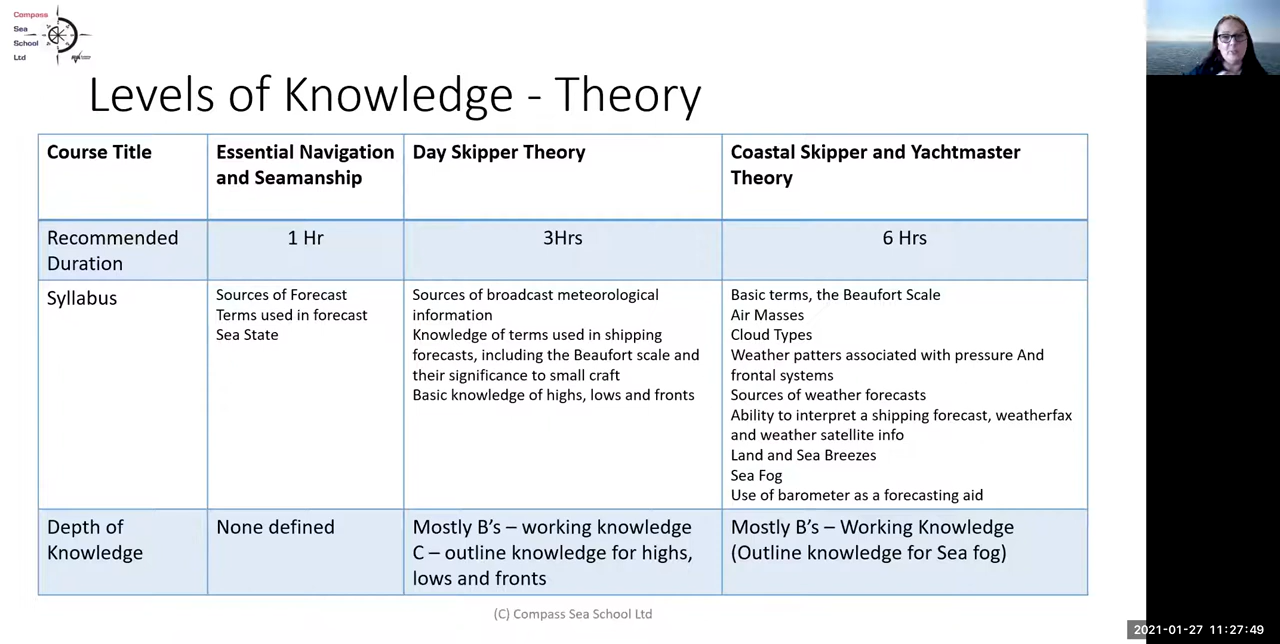 Compass
Sea
School
Ltd
Levels of Knowledge - Theory
Course Title
Essential Navigation
and Seamanship
Day Skipper Theory
Coastal Skipper and Yachtmaster
Theory
Recommended
Duration
1 Hr
3Hrs
6 Hrs
Syllabus
Sources of Forecast
Terms used in forecast
Sea State
Sources of broadcast meteorological
information
Knowledge of terms used in shipping
forecasts, including the Beaufort scale and
their significance to small craft
Basic knowledge of highs, lows and fronts
Basic terms, the Beaufort Scale
Air Masses
Cloud Types
Weather patters associated with pressure And
frontal systems
Sources of weather forecasts
Ability to interpret a shipping forecast, weatherfax
and weather satellite info
Land and Sea Breezes
Sea Fog
Use of barometer as a forecasting aid
Depth of
Knowledge
None defined
Mostly B's – working knowledge
C – outline knowledge for highs,
lows and fronts
Mostly B's – Working Knowledge
(Outline knowledge for Sea fog)
(C) Compass Sea School Ltd
2021-01-27 11:27:49